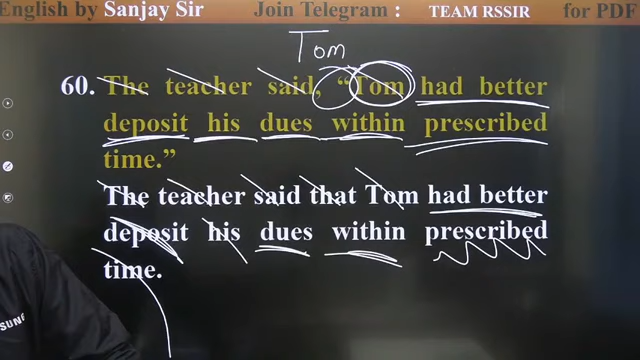 English by Sanjay Sir Join Telegram : TEAM RSSIR for PDF
Tom
60. The teacher said, “Tom had better
deposit his dues within prescribed
time.”
The teacher said that Tom had better
deposit his dues within prescribed
time.
SUNG